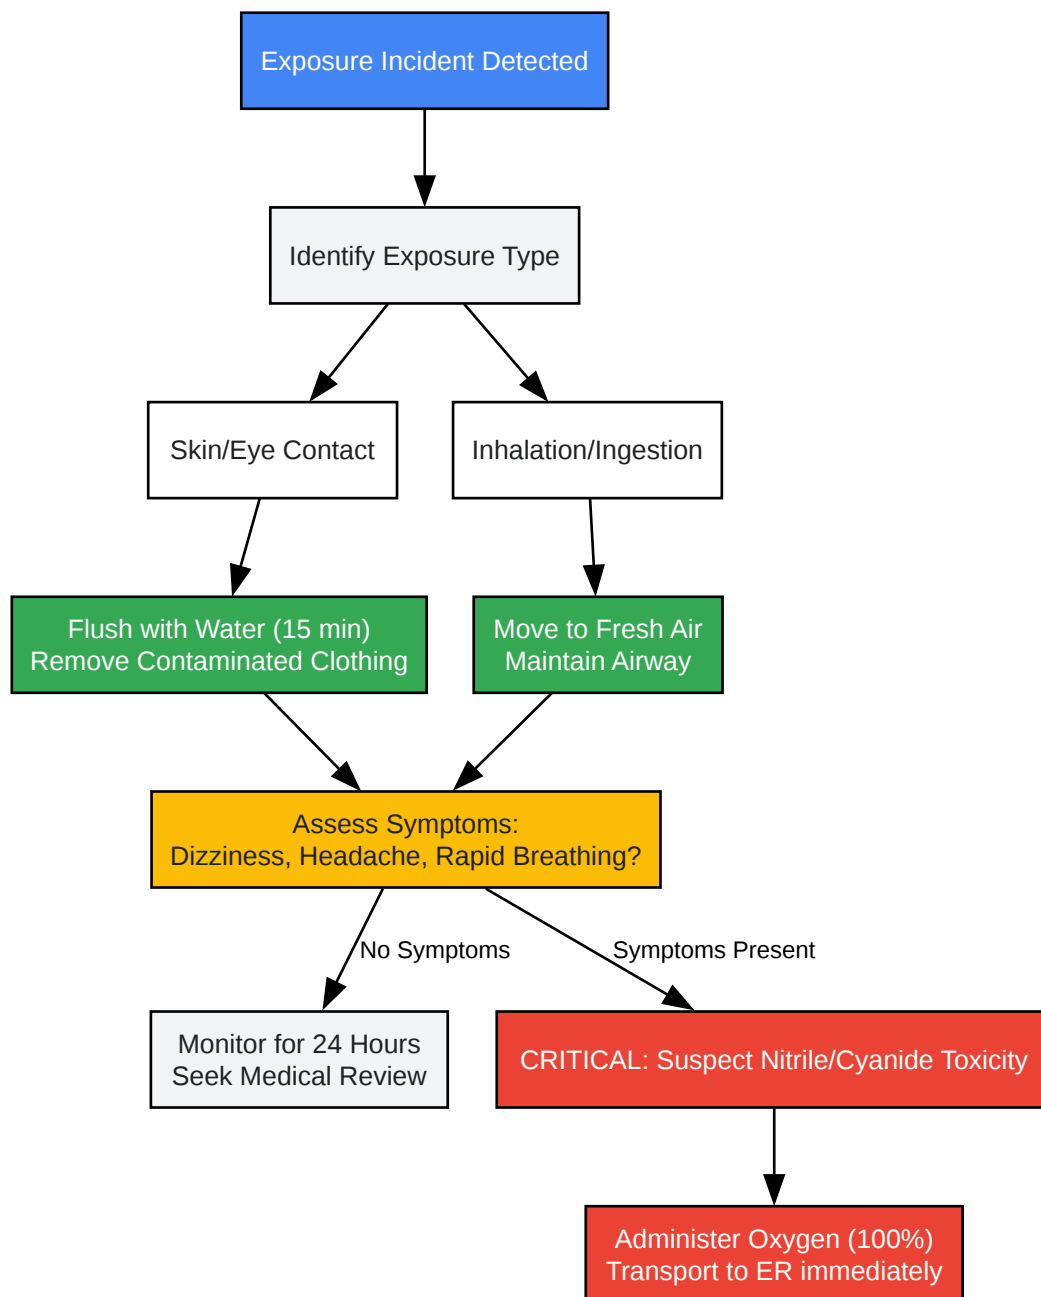 Exposure Incident Detected
Identify Exposure Type
Skin/Eye Contact
Inhalation/Ingestion
Flush with Water (15 min)
Remove Contaminated Clothing
Move to Fresh Air
Maintain Airway
Assess Symptoms:
Dizziness, Headache, Rapid Breathing?
No Symptoms
Symptoms Present
Monitor for 24 Hours
Seek Medical Review
CRITICAL: Suspect Nitrile/Cyanide Toxicity
Administer Oxygen (100%)
Transport to ER immediately